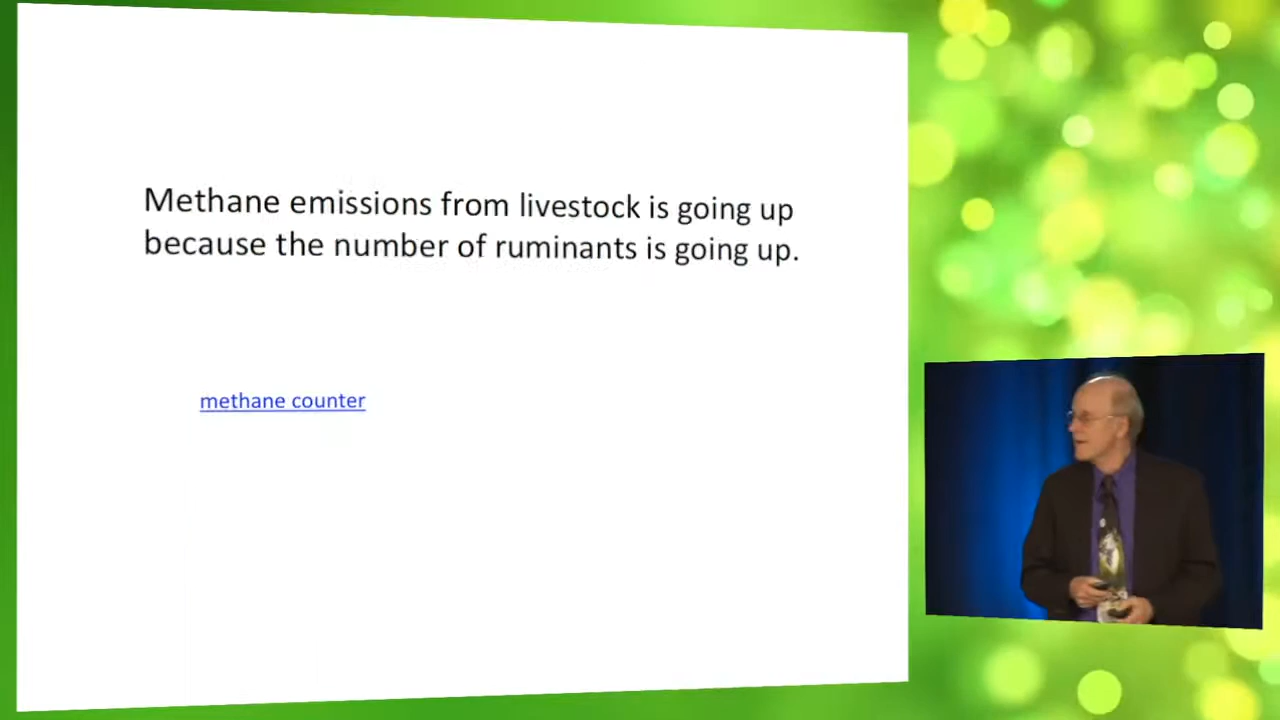 Methane emissions from livestock is going up
because the number of ruminants is going up.
methane counter